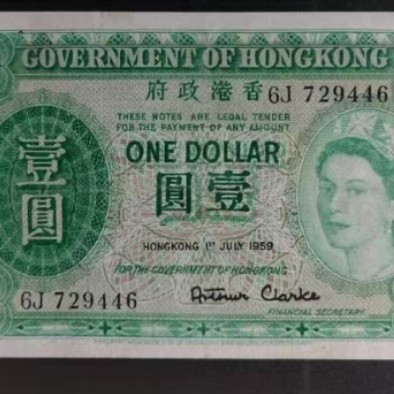 GOVERNMENT OF HONGKONG
府政港香 6J 729446
THESE NOTES ARE LEGAL TENDER
FOR THE PAYMENT OF ANY AMOUNT
ONE DOLLAR
圓壹
壹圓
HONGKONG 1ST JULY 1959
FOR THE GOVERNMENT OF HONGKONG
6J 729446
Arthur Clarke
FINANCIAL SECRETARY